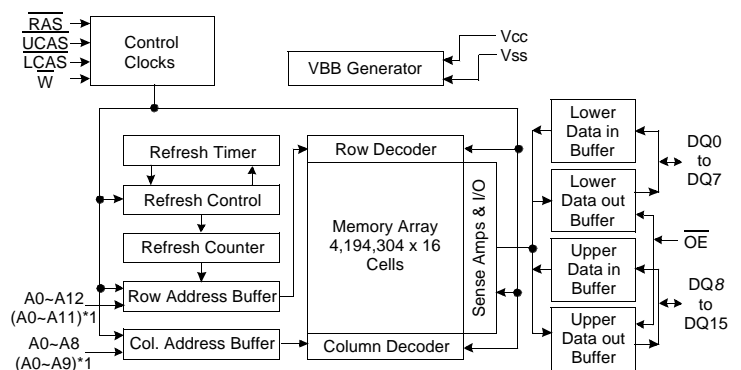 RAS
UCAS
LCAS
W
Control
Clocks
VBB Generator
Vcc
Vss
Refresh Timer
Refresh Control
Refresh Counter
Row Address Buffer
Col. Address Buffer
A0~A12
(A0~A11)*1
A0~A8
(A0~A9)*1
Row Decoder
Memory Array
4,194,304 x 16
Cells
Column Decoder
Sense Amps & I/O
Lower
Data in
Buffer
Lower
Data out
Buffer
Upper
Data in
Buffer
Upper
Data out
Buffer
DQ0
to
DQ7
OE
DQ8
to
DQ15